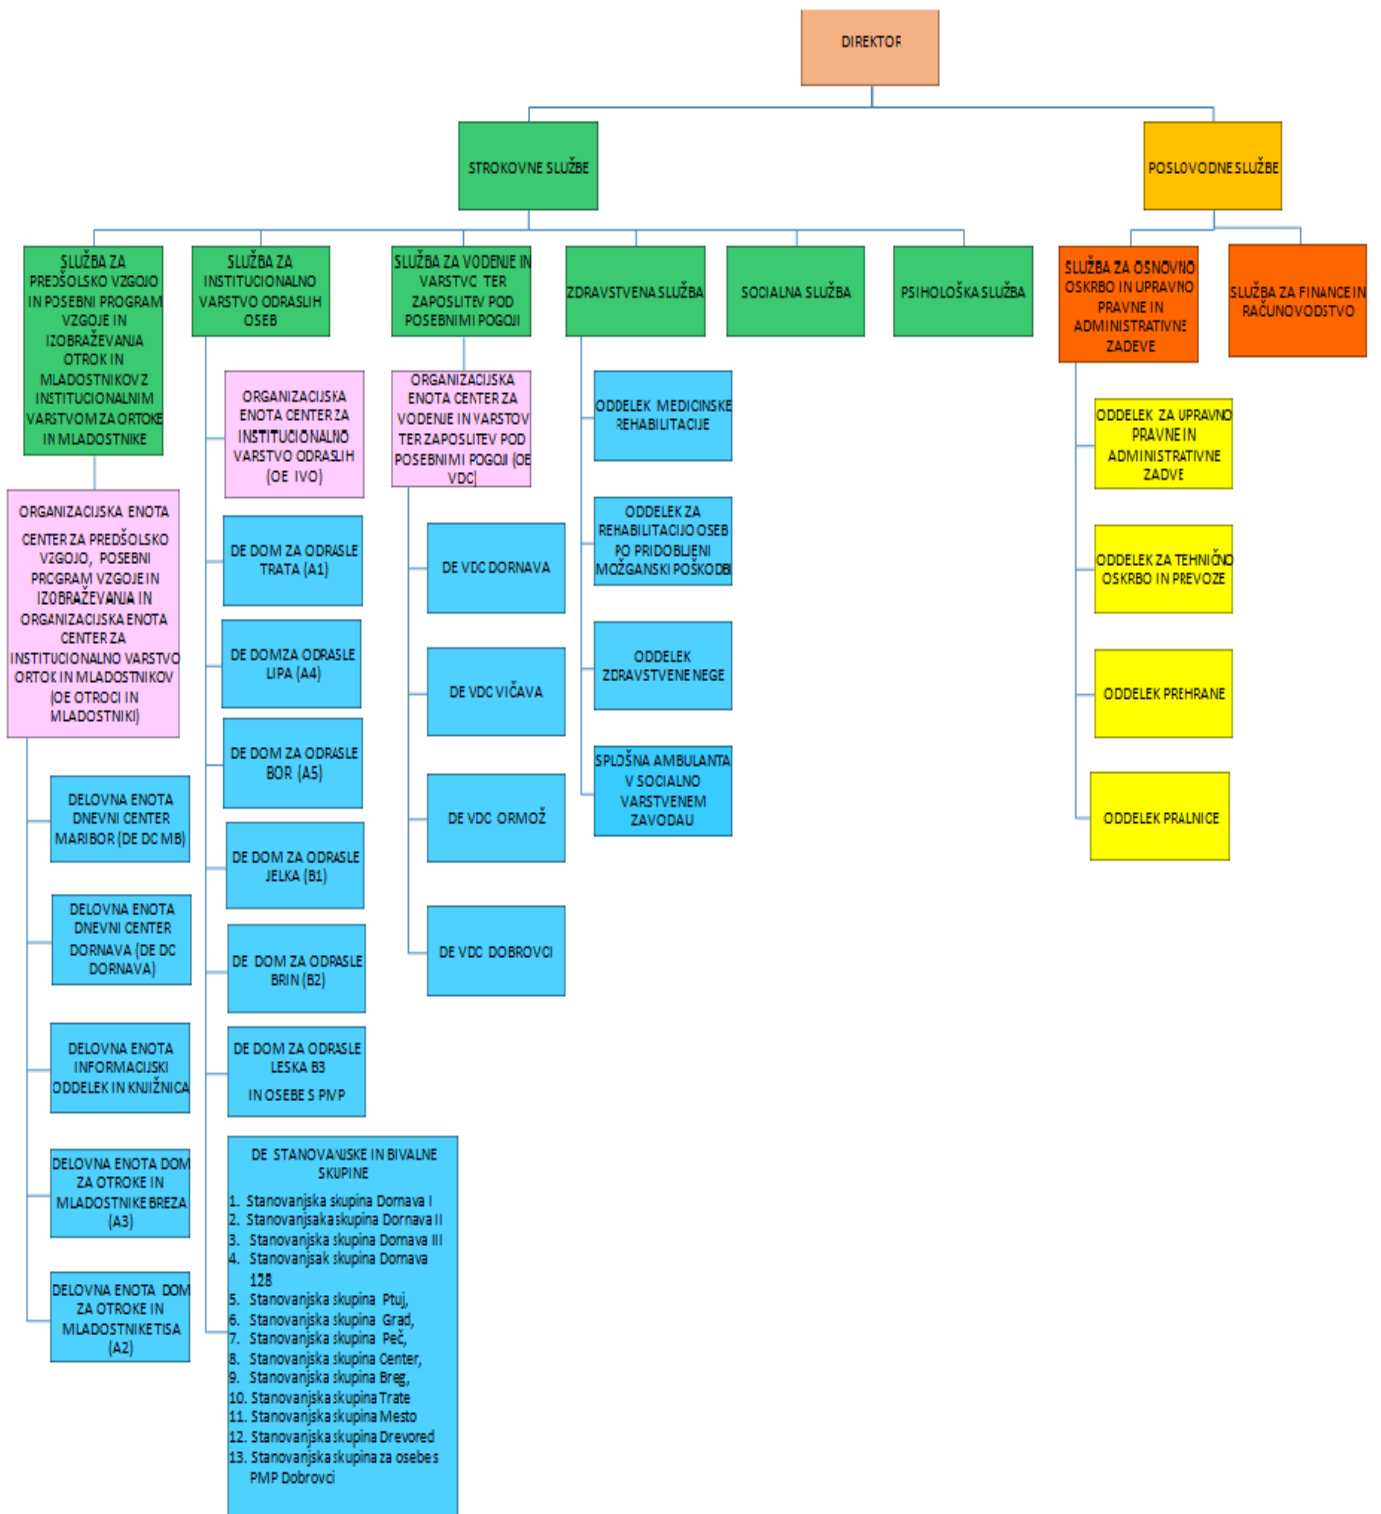 DIREKTOR
STROKOVNE SLUŽBE
POSLOVODNE SLUŽBE
SLUŽBA ZA
PREDŠOLSKO VZGOJO
IN POSEBNI PROGRAM
VZGOJE IN
IZOBRAŽEVANJA
OTROK IN
MLADOSTNIKOV Z
INSTITUCIONALNIM
VARSTVOM ZA ORTOKE
IN MLADOSTNIKE
SLUŽBA ZA
INSTITUCIONALNO
VARSTVO ODRASLIH
OSEB
SLUŽBA ZA VODENJE IN
VARSTVO TER
ZAPOSLITEV POD
POSEBNIMI POGOJI
ZDRAVSTVENA SLUŽBA
SOCIALNA SLUŽBA
PSIHOLOŠKA SLUŽBA
SLUŽBA ZA OSNOVNO
OSKRBO IN UPRAVNO
PRAVNE IN
ADMINISTRATIVNE
ZADEVE
SLUŽBA ZA FINANCE IN
RAČUNOVODSTVO
ORGANIZACIJSKA ENOTA
CENTER ZA PREDŠOLSKO
VZGOJO, POSEBNI
PROGRAM VZGOJE IN
IZOBRAŽEVANJA IN
ORGANIZACIJSKA ENOTA
CENTER ZA
INSTITUCIONALNO VARSTVO
ORTOK IN MLADOSTNIKOV
(OE OTROCI IN
MLADOSTNIKI)
DELOVNA ENOTA
DNEVNI CENTER
MARIBOR (DE DC MB)
DELOVNA ENOTA
DNEVNI CENTER
DORNAVA (DE DC
DORNAVA)
DELOVNA ENOTA
INFORMACIJSKI
ODDELEK IN KNJIŽNICA
DELOVNA ENOTA DOM
ZA OTROKE IN
MLADOSTNIKE BREZA
(A3)
DELOVNA ENOTA DOM
ZA OTROKE IN
MLADOSTNIKE TISA
(A2)
ORGANIZACIJSKA
ENOTA CENTER ZA
INSTITUCIONALNO
VARSTVO ODRASLIH
(OE IVO)
DE DOM ZA ODRASLE
TRATA (A1)
DE DOM ZA ODRASLE
LIPA (A4)
DE DOM ZA ODRASLE
BOR (A5)
DE DOM ZA ODRASLE
JELKA (B1)
DE DOM ZA ODRASLE
BRIN (B2)
DE DOM ZA ODRASLE
LESKA B3
IN OSEBE S PMP
DE STANOVANJSKE IN BIVALNE
SKUPINE
1. Stanovanjska skupina Dornava I
2. Stanovanjsaka skupina Dornava II
3. Stanovanjska skupina Dornava III
4. Stanovanjsak skupina Dornava
128
5. Stanovanjska skupina Ptuj,
6. Stanovanjska skupina Grad,
7. Stanovanjska skupina Peč,
8. Stanovanjska skupina Center,
9. Stanovanjska skupina Breg,
10. Stanovanjska skupina Trate
11. Stanovanjska skupina Mesto
12. Stanovanjska skupina Drevored
13. Stanovanjska skupina za osebe s
PMP Dobrovci
ORGANIZACIJSKA
ENOTA CENTER ZA
VODENJE IN VARSTOV
TER ZAPOSLITEV POD
POSEBNIMI POGOJI (OE
VDC)
DE VDC DORNAVA
DE VDC VIČAVA
DE VDC ORMOŽ
DE VDC DOBROVCI
ODDELEK MEDICINSKE
REHABILITACIJE
ODDELEK ZA
REHABILITACIJO OSEB
PO PRIDOBLJENI
MOŽGANSKI POŠKODBI
ODDELEK
ZDRAVSTVENE NEGE
SPLOŠNA AMBULANTA
V SOCIALNO
VARSTVENEM
ZAVODAU
ODDELEK ZA UPRAVNO
PRAVNE IN
ADMINISTRATIVNE
ZADVE
ODDELEK ZA TEHNIČNO
OSKRBO IN PREVOZE
ODDELEK PREHRANE
ODDELEK PRALNICE